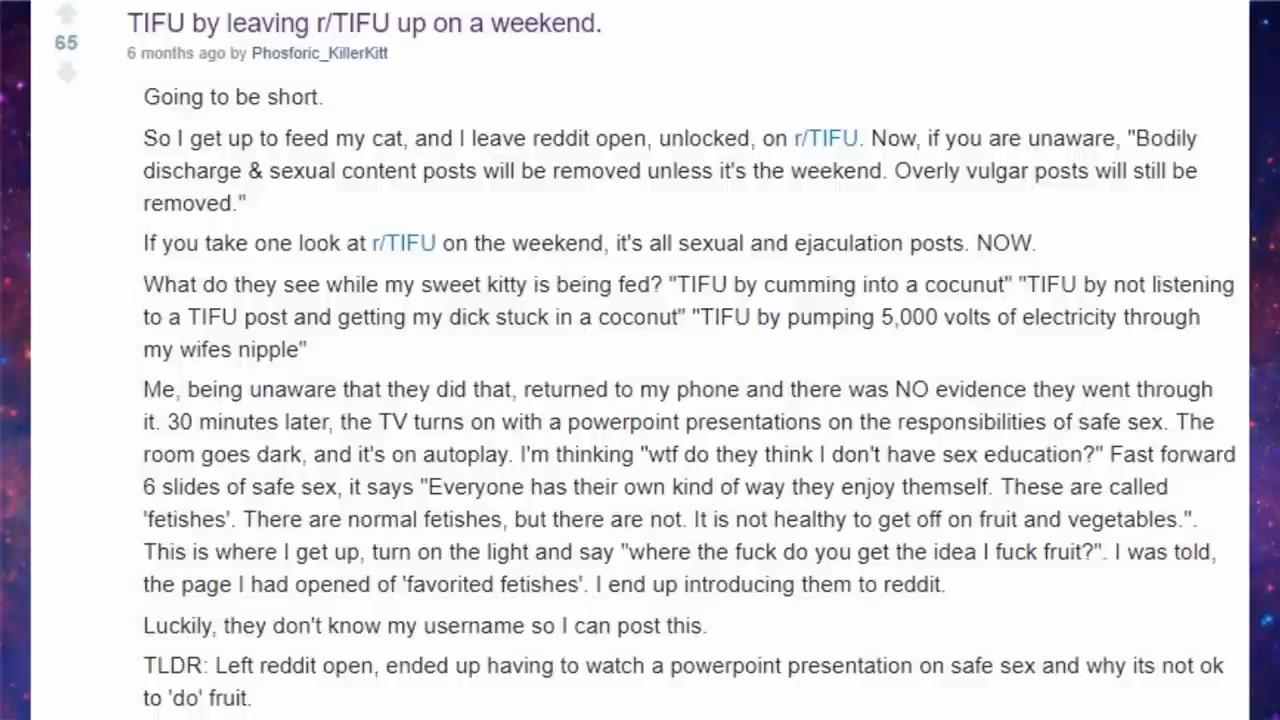 TIFU by leaving r/TIFU up on a weekend.
65
6 months ago by Phosforic_KillerKitt
Going to be short.
So I get up to feed my cat, and I leave reddit open, unlocked, on r/TIFU. Now, if you are unaware, "Bodily
discharge & sexual content posts will be removed unless it's the weekend. Overly vulgar posts will still be
removed."
If you take one look at r/TIFU on the weekend, it's all sexual and ejaculation posts. NOW.
What do they see while my sweet kitty is being fed? "TIFU by cumming into a cocunut" "TIFU by not listening
to a TIFU post and getting my dick stuck in a coconut" "TIFU by pumping 5,000 volts of electricity through
my wifes nipple"
Me, being unaware that they did that, returned to my phone and there was NO evidence they went through
it. 30 minutes later, the TV turns on with a powerpoint presentations on the responsibilities of safe sex. The
room goes dark, and it's on autoplay. I'm thinking "wtf do they think I don't have sex education?" Fast forward
6 slides of safe sex, it says "Everyone has their own kind of way they enjoy themself. These are called
'fetishes'. There are normal fetishes, but there are not. It is not healthy to get off on fruit and vegetables.".
This is where I get up, turn on the light and say "where the fuck do you get the idea I fuck fruit?". I was told,
the page I had opened of 'favorited fetishes'. I end up introducing them to reddit.
Luckily, they don't know my username so I can post this.
TLDR: Left reddit open, ended up having to watch a powerpoint presentation on safe sex and why its not ok
to 'do' fruit.